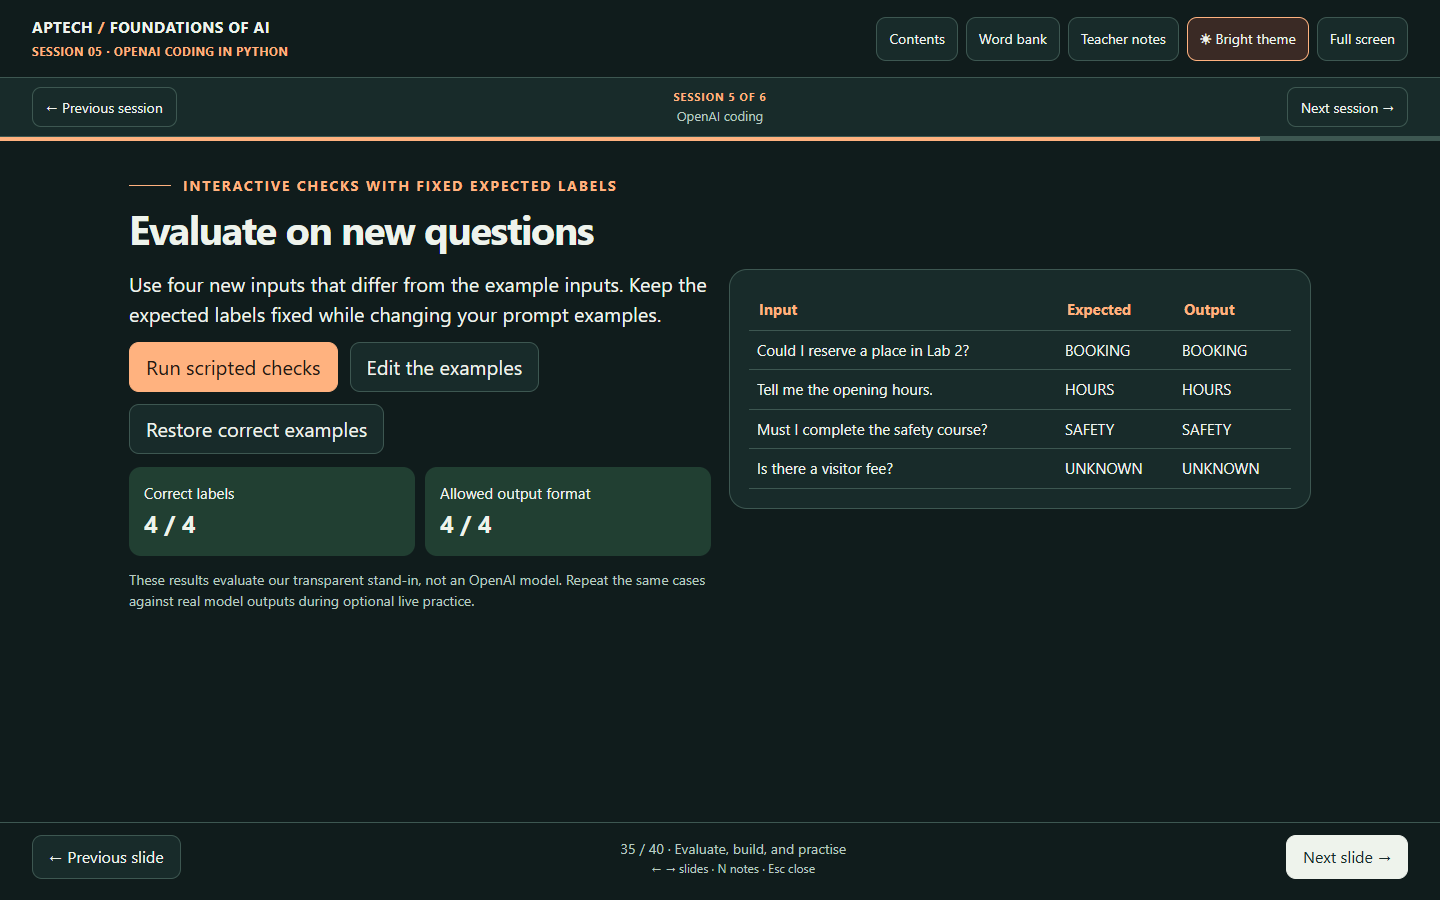 APTECH / FOUNDATIONS OF AI
SESSION 05 · OPENAI CODING IN PYTHON
Contents
Word bank
Teacher notes
☀ Bright theme
Full screen
← Previous session
SESSION 5 OF 6
OpenAI coding
Next session →
INTERACTIVE CHECKS WITH FIXED EXPECTED LABELS
Evaluate on new questions
Use four new inputs that differ from the example inputs. Keep the
expected labels fixed while changing your prompt examples.
Run scripted checks
Edit the examples
Restore correct examples
Correct labels
4 / 4
Allowed output format
4 / 4
These results evaluate our transparent stand-in, not an OpenAI model. Repeat the same cases
against real model outputs during optional live practice.
Input Expected Output
Could I reserve a place in Lab 2? BOOKING BOOKING
Tell me the opening hours. HOURS HOURS
Must I complete the safety course? SAFETY SAFETY
Is there a visitor fee? UNKNOWN UNKNOWN
← Previous slide
35 / 40 · Evaluate, build, and practise
← → slides · N notes · Esc close
Next slide →